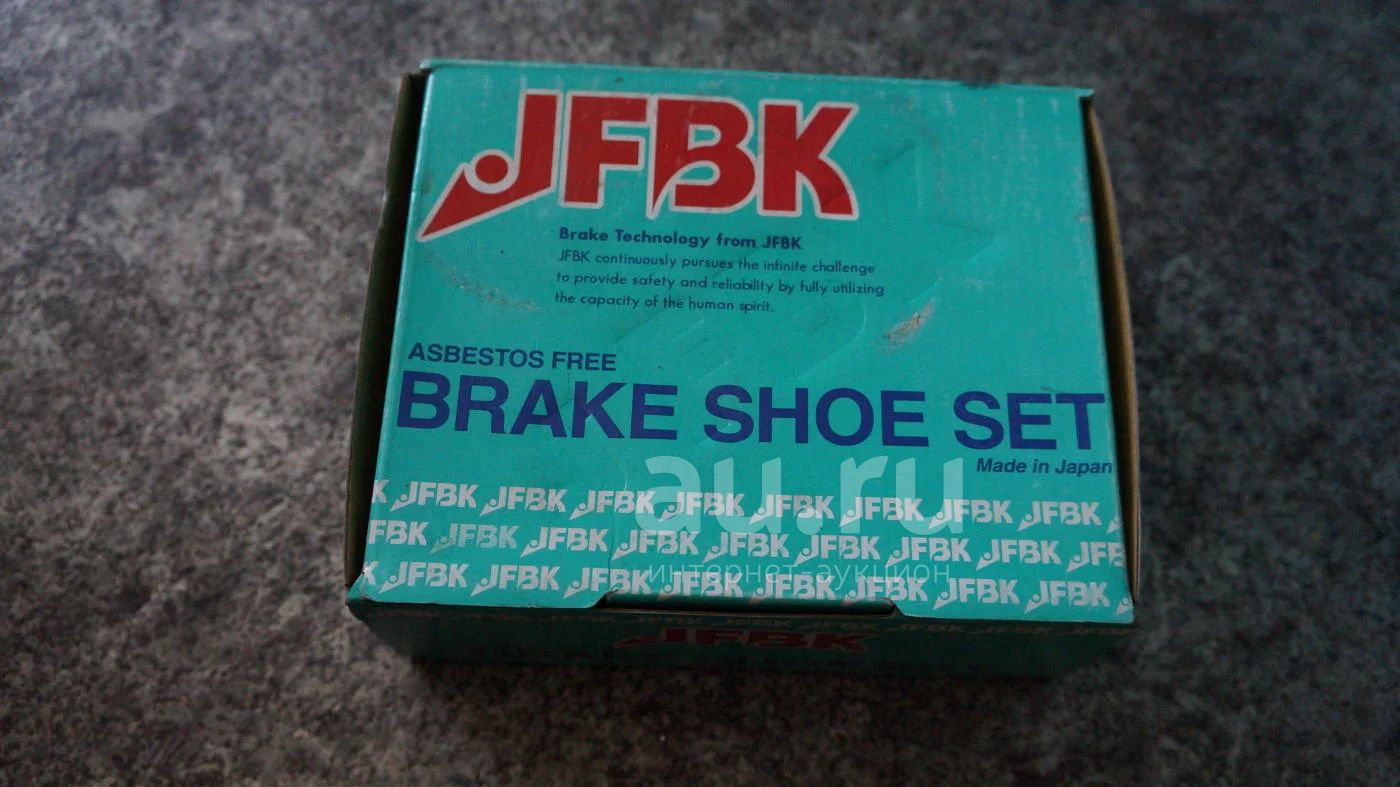 JFBK
Brake Technology from JFBK
JFBK continuously pursues the infinite challenge
to provide safety and reliability by fully utilizing
the capacity of the human spirit.
ASBESTOS FREE
BRAKE SHOE SET
Made in Japan
au.ru
интернет-аукцион
K JFBK JFBK JFBK JFBK JFBK JFBK JFBK JFBK
FBK JFBK JFBK JFBK JFBK JFBK JFBK JFBK JFB
K JFBK JFBK JFBK JFBK JFBK JFBK JFBK JFBK
JFBK